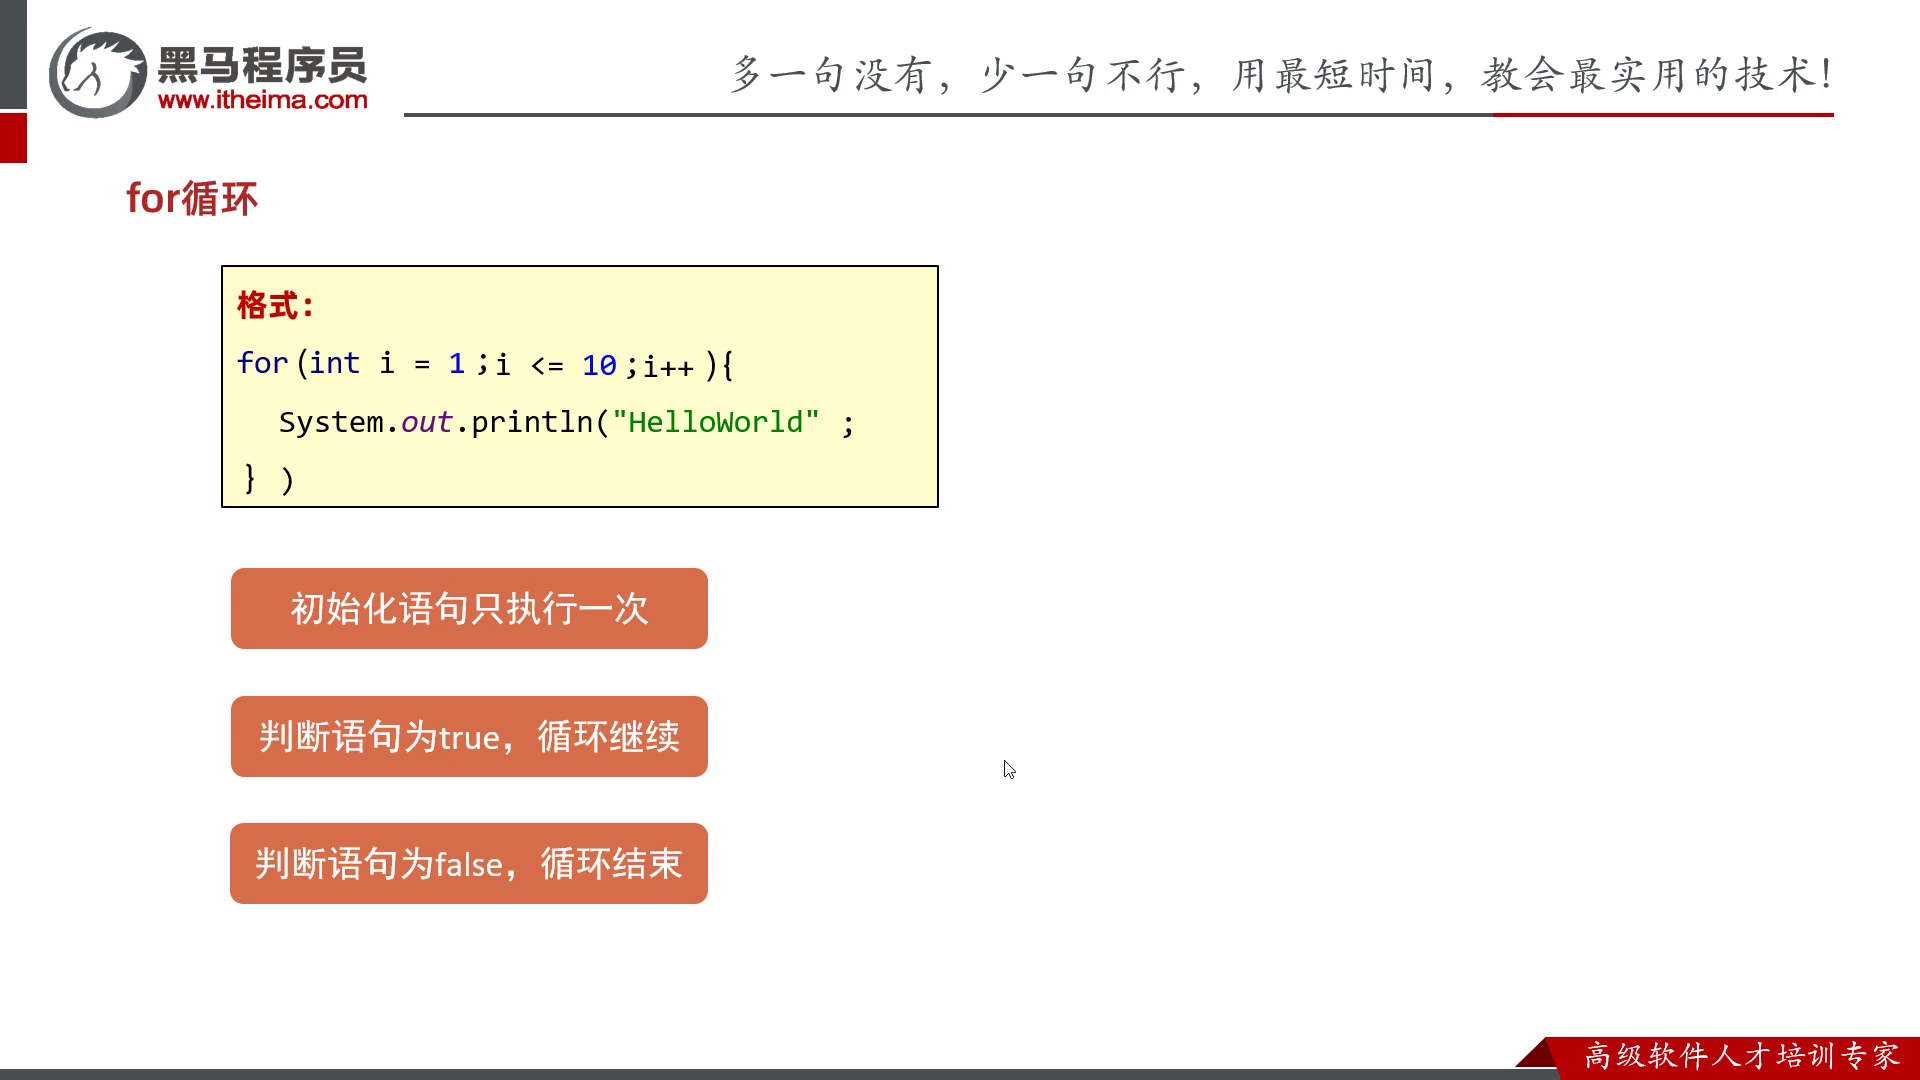 黑马程序员
www.itheima.com
多一句没有，少一句不行，用最短时间，教会最实用的技术！
for循环
格式：
for(int i = 1;i <= 10;i++ ){
System.out.println("HelloWorld" ;
} )
初始化语句只执行一次
判断语句为true，循环继续
判断语句为false，循环结束
高级软件人才培训专家